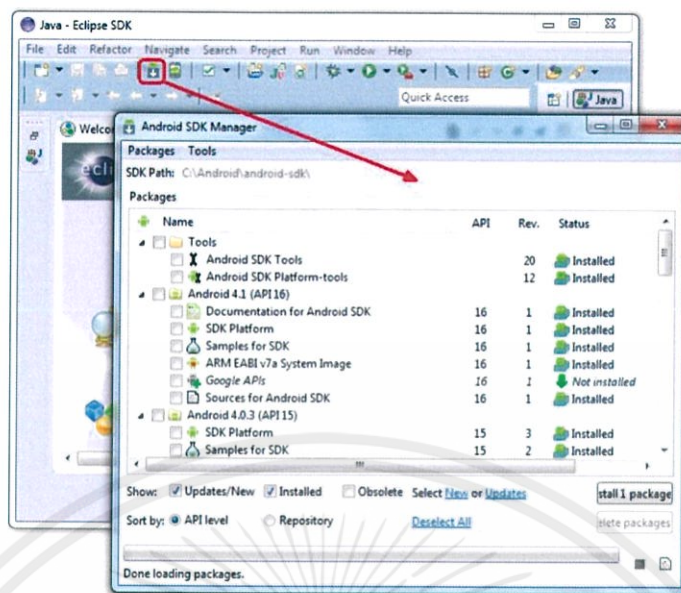 Java - Eclipse SDK
File Edit Refactor Navigate Search Project Run Window Help
Quick Access
Java
Welcor
Android SDK Manager
Packages Tools
SDK Path: C:\Android\android-sdk\
Packages
Name API Rev. Status
Tools
Android SDK Tools 20 Installed
Android SDK Platform-tools 12 Installed
Android 4.1 (API 16)
Documentation for Android SDK 16 1 Installed
SDK Platform 16 1 Installed
Samples for SDK 16 1 Installed
ARM EABI v7a System Image 16 1 Installed
Google APIs 16 1 Not installed
Sources for Android SDK 16 1 Installed
Android 4.0.3 (API 15)
SDK Platform 15 3 Installed
Samples for SDK 15 2 Installed
Show: Updates/New Installed Obsolete Select New or Updates stall 1 package
Sort by: API level Repository Deselect All elete packages
Done loading packages.